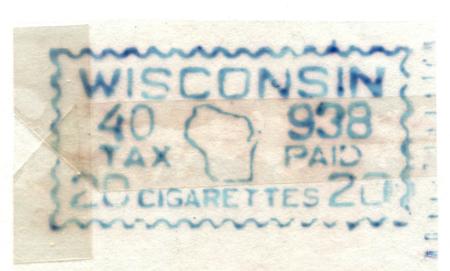 WISCONSIN
40 938
TAX PAID
20 CIGARETTES 20